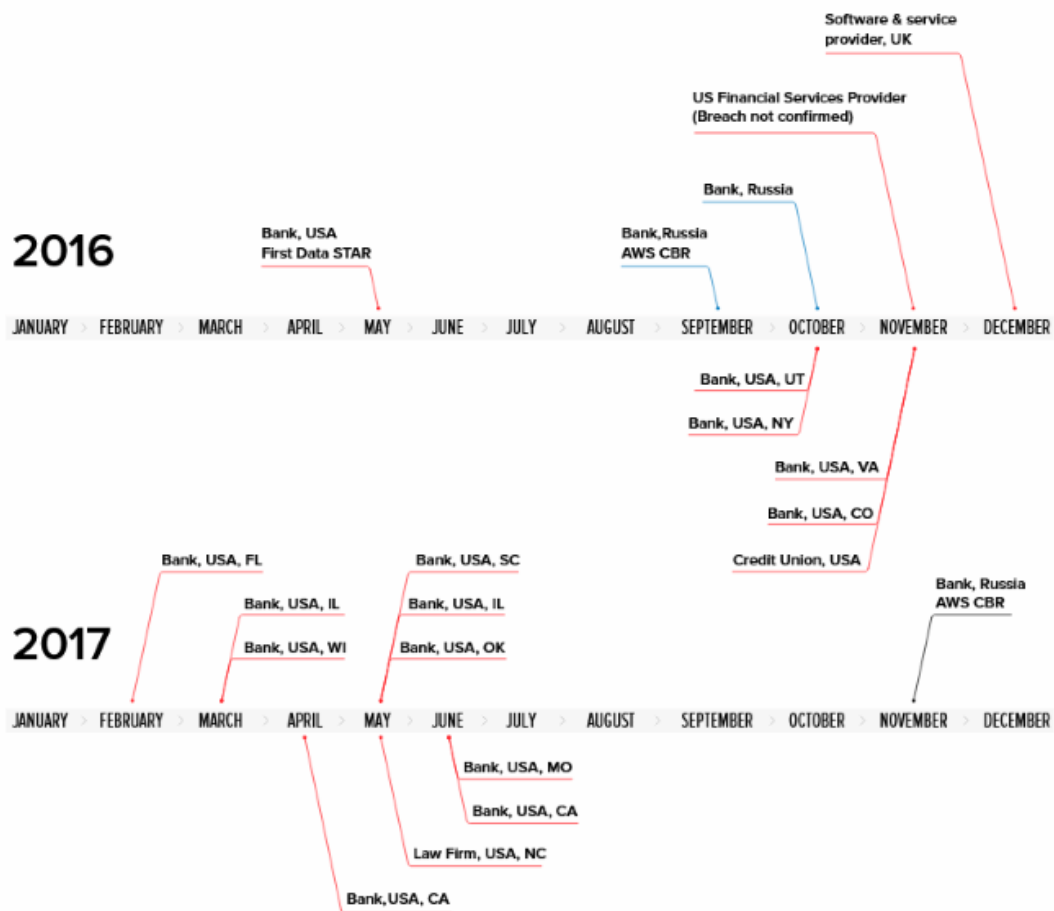 Software & service
provider, UK
US Financial Services Provider
(Breach not confirmed)
Bank, Russia
Bank, USA
First Data STAR
Bank,Russia
AWS CBR
2016
JANUARY > FEBRUARY > MARCH > APRIL > MAY > JUNE > JULY > AUGUST > SEPTEMBER > OCTOBER > NOVEMBER > DECEMBER
Bank, USA, UT
Bank, USA, NY
Bank, USA, VA
Bank, USA, CO
Credit Union, USA
Bank, USA, FL
Bank, USA, IL
Bank, USA, WI
Bank, USA, SC
Bank, USA, IL
Bank, USA, OK
Bank, Russia
AWS CBR
2017
JANUARY > FEBRUARY > MARCH > APRIL > MAY > JUNE > JULY > AUGUST > SEPTEMBER > OCTOBER > NOVEMBER > DECEMBER
Bank, USA, MO
Bank, USA, CA
Law Firm, USA, NC
Bank,USA, CA